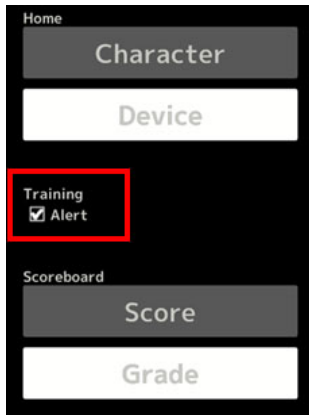 Home
Character
Device
Training
Alert
Scoreboard
Score
Grade